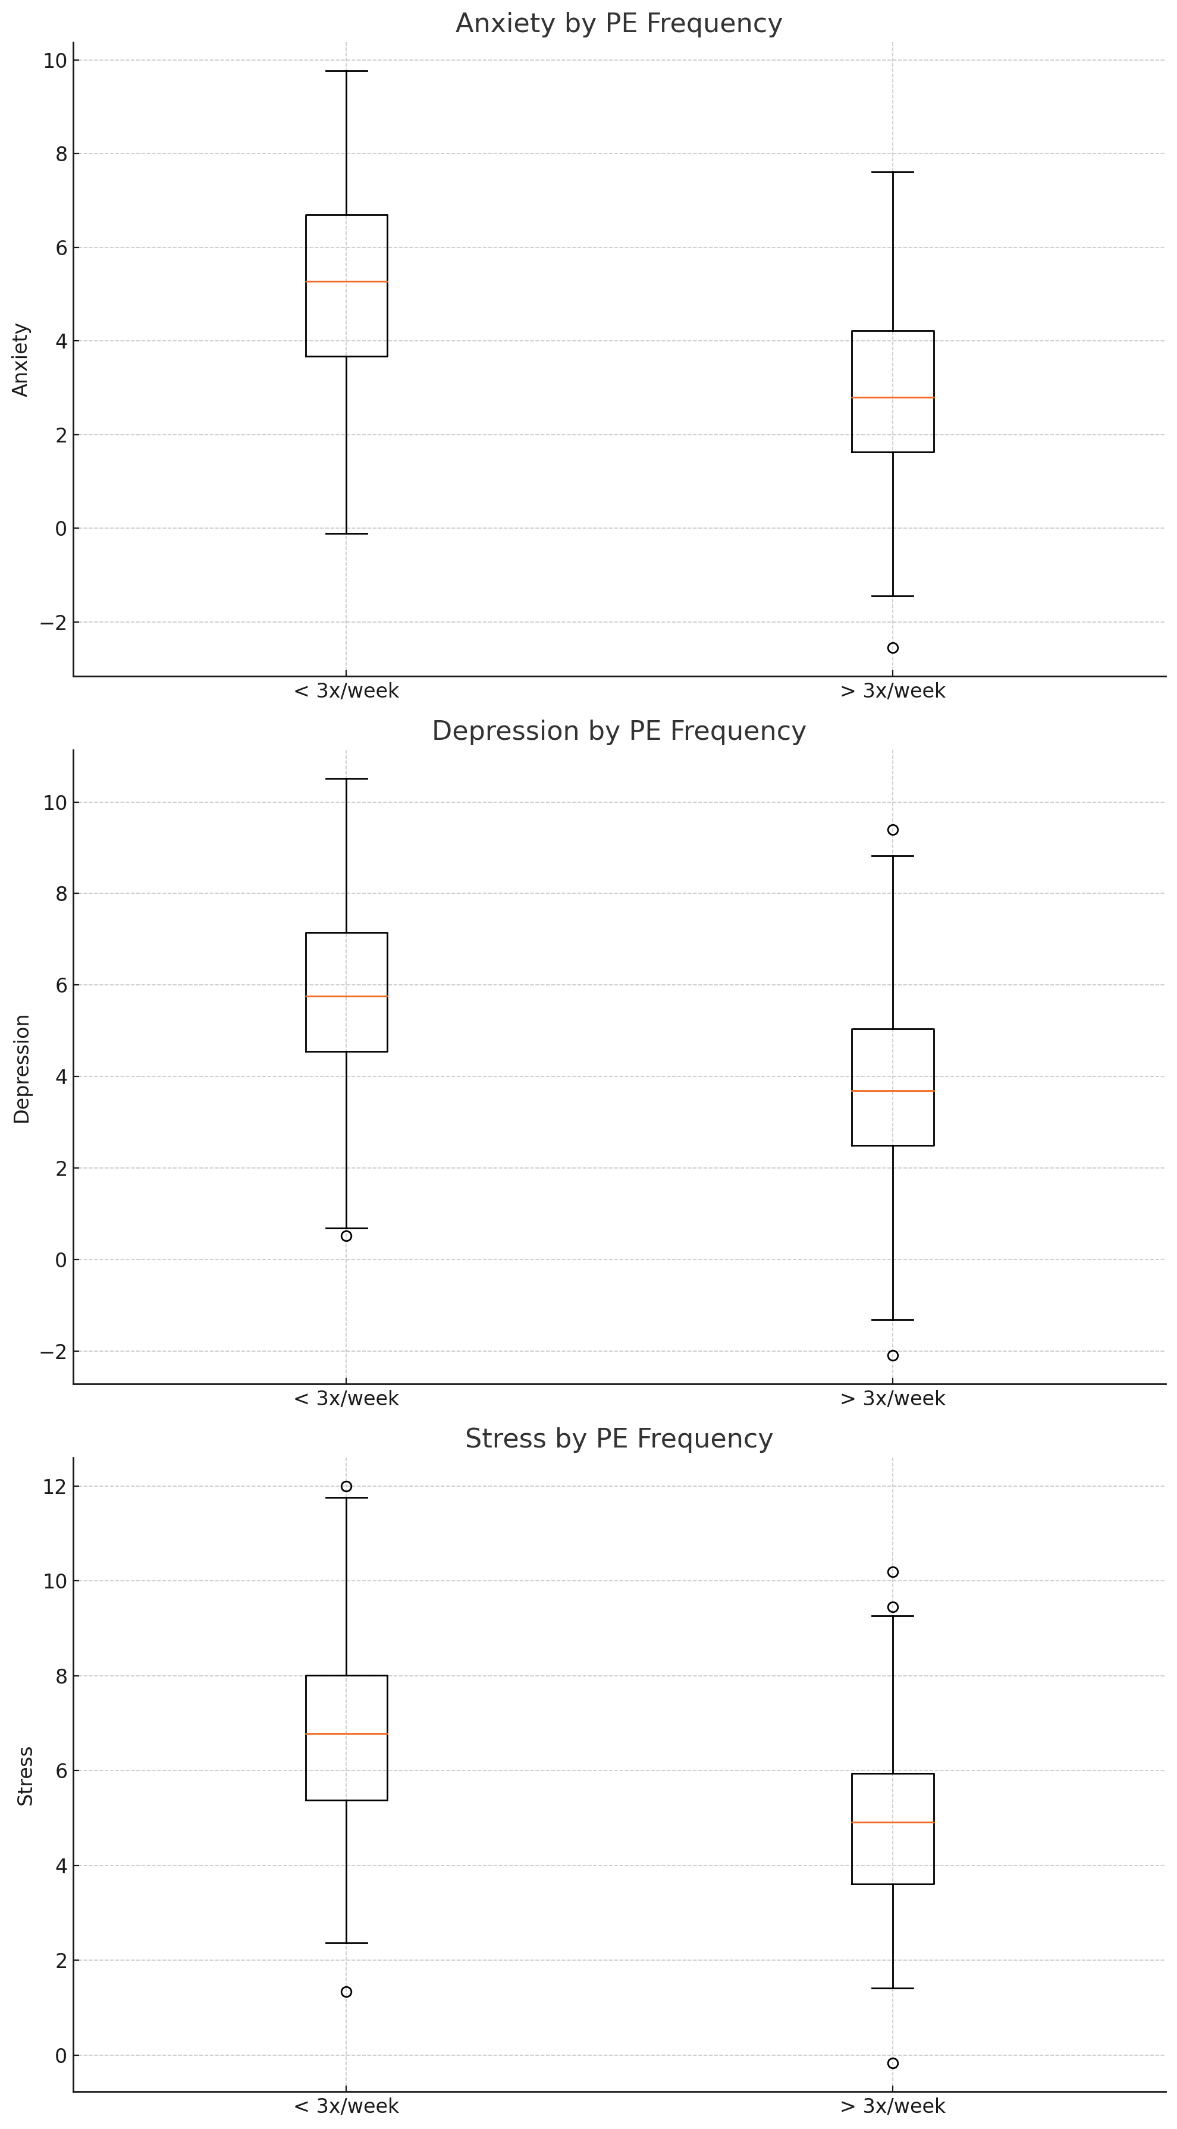 Anxiety by PE Frequency
10
8
6
4
2
0
−2
Anxiety
< 3x/week
> 3x/week
Depression by PE Frequency
10
8
6
4
2
0
−2
Depression
< 3x/week
> 3x/week
Stress by PE Frequency
12
10
8
6
4
2
0
Stress
< 3x/week
> 3x/week